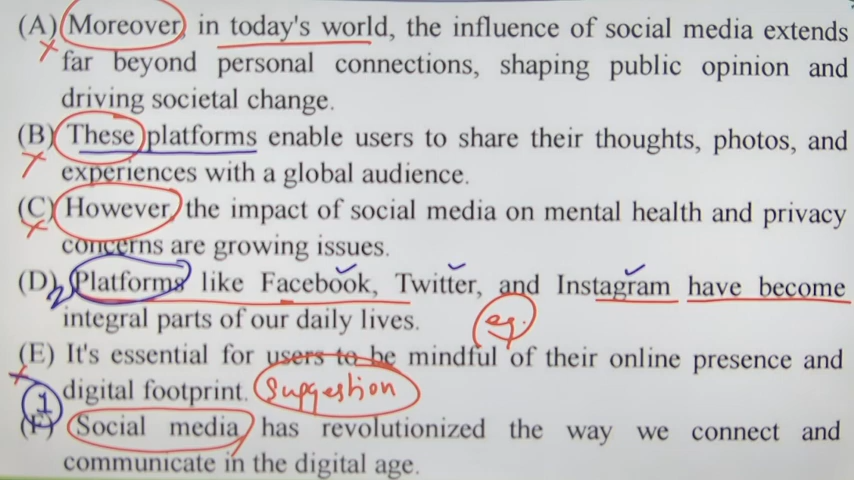 (A) Moreover, in today's world, the influence of social media extends
far beyond personal connections, shaping public opinion and
driving societal change.
(B) These platforms enable users to share their thoughts, photos, and
experiences with a global audience.
(C) However, the impact of social media on mental health and privacy
concerns are growing issues.
(D) 2 Platforms like Facebook, Twitter, and Instagram have become
integral parts of our daily lives.
eg.
(E) It's essential for users to be mindful of their online presence and
digital footprint. Suggestion
1
(F) Social media has revolutionized the way we connect and
communicate in the digital age.